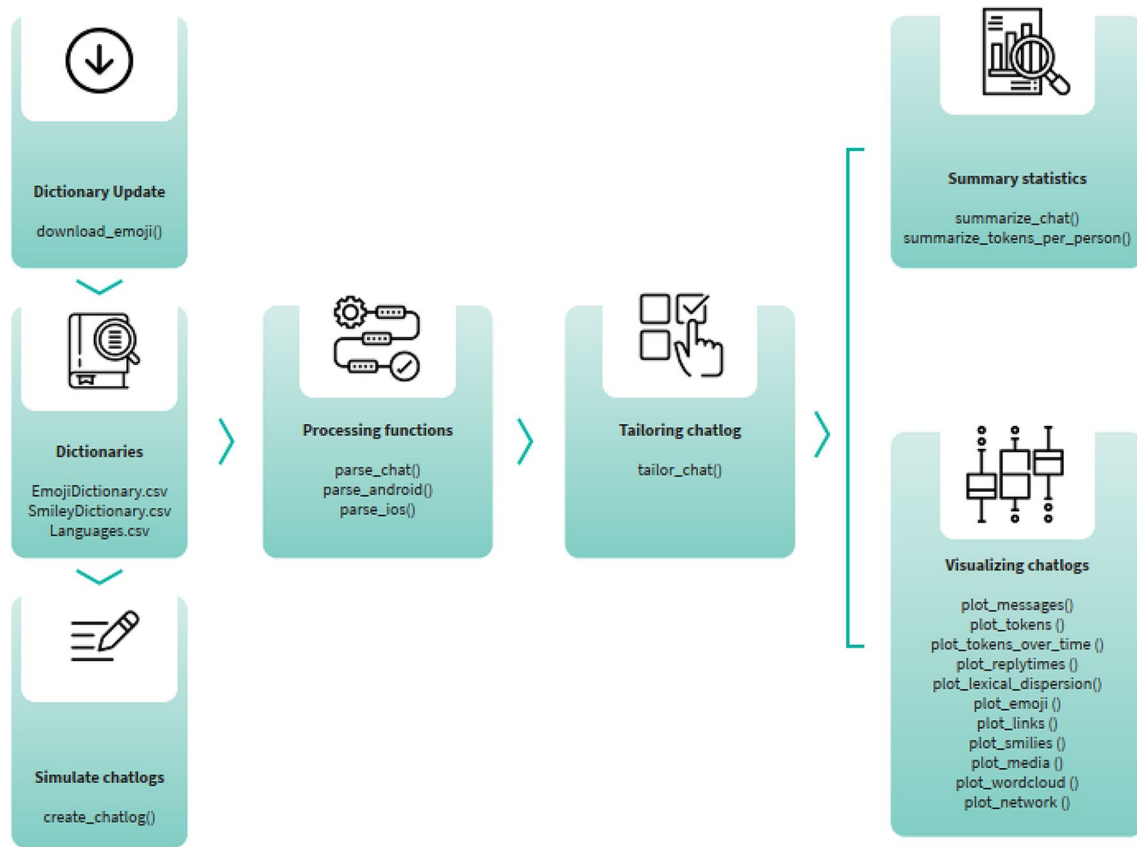 Dictionary Update
download_emoji()
Dictionaries
EmojiDictionary.csv
SmileyDictionary.csv
Languages.csv
Simulate chatlogs
create_chatlog()
Processing functions
parse_chat()
parse_android()
parse_ios()
Tailoring chatlog
tailor_chat()
Summary statistics
summarize_chat()
summarize_tokens_per_person()
Visualizing chatlogs
plot_messages()
plot_tokens ()
plot_tokens_over_time ()
plot_replytimes ()
plot_lexical_dispersion()
plot_emoji ()
plot_links ()
plot_smilies ()
plot_media ()
plot_wordcloud ()
plot_network ()